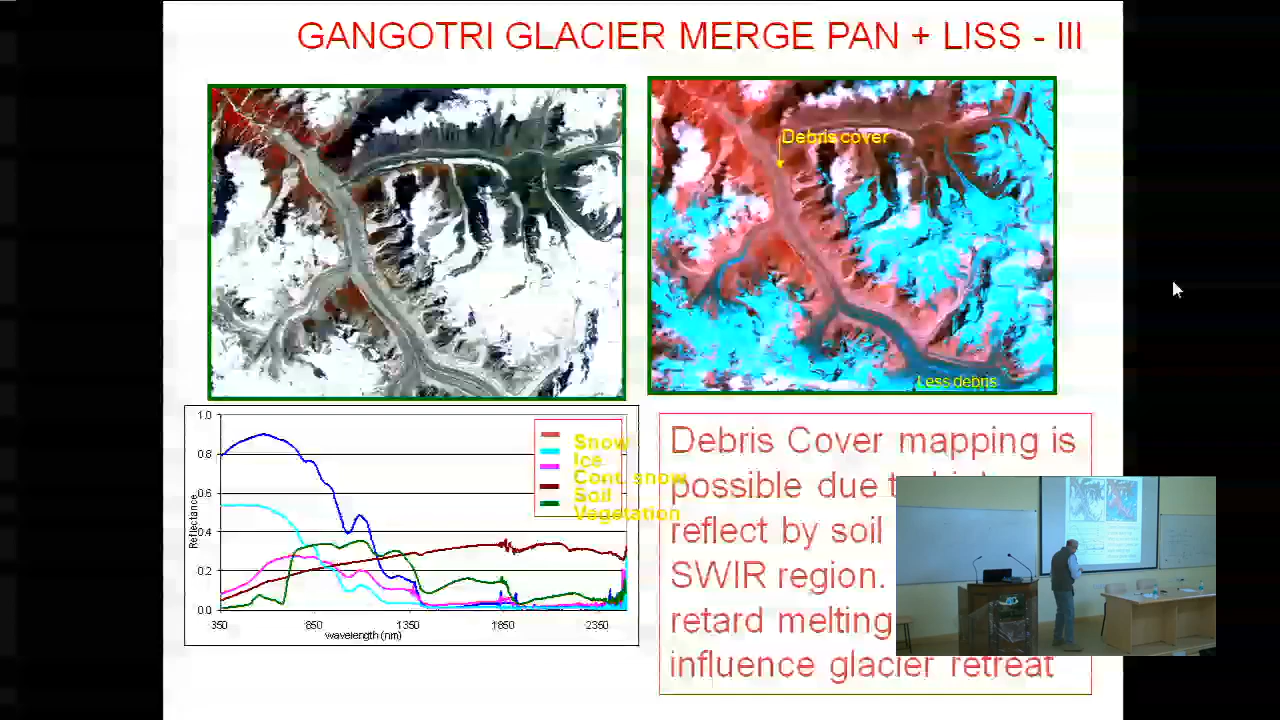 GANGOTRI GLACIER MERGE PAN + LISS - III
Debris cover
Less debris
1.0
0.8
0.6
0.4
0.2
0.0
Reflectance
350
850
1350
1850
2350
wavelength (nm)
Snow
Ice
Cont. snow
Soil
Vegetation
Debris Cover mapping is
possible due
reflect by soil
SWIR region.
retard melting
influence glacier retreat